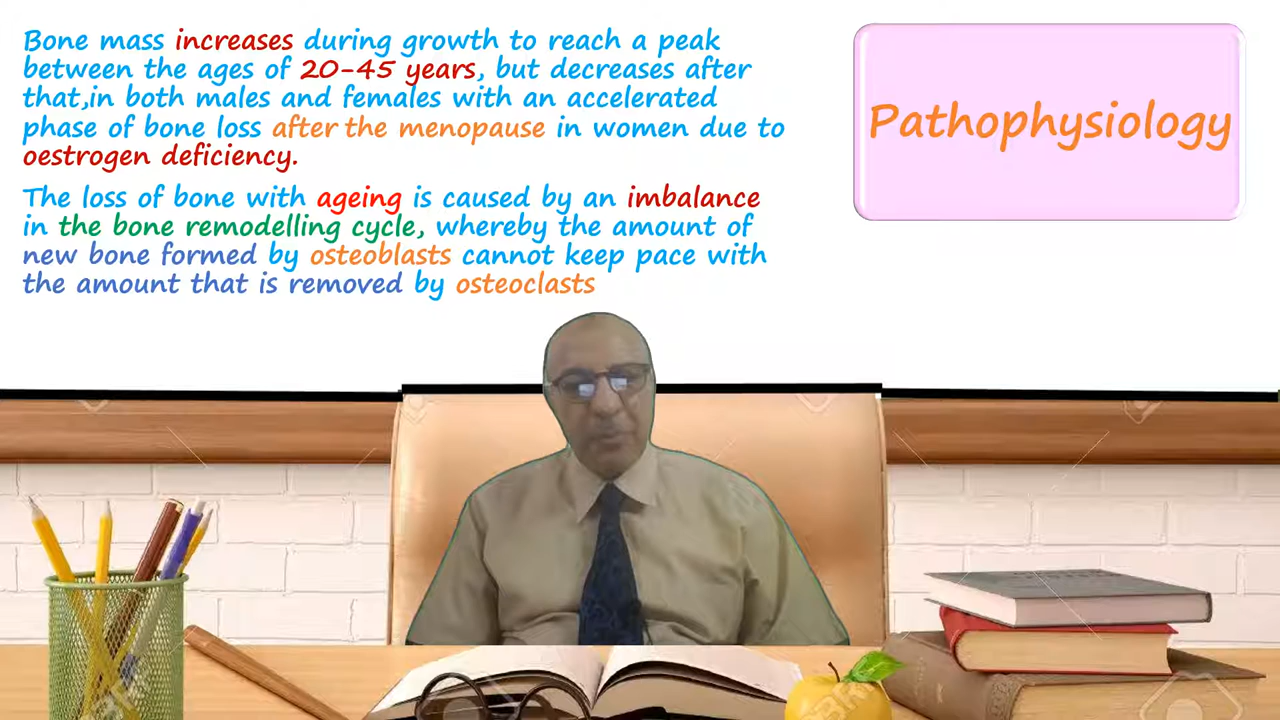 Bone mass increases during growth to reach a peak
between the ages of 20-45 years, but decreases after
that,in both males and females with an accelerated
phase of bone loss after the menopause in women due to
oestrogen deficiency.
The loss of bone with ageing is caused by an imbalance
in the bone remodelling cycle, whereby the amount of
new bone formed by osteoblasts cannot keep pace with
the amount that is removed by osteoclasts
Pathophysiology